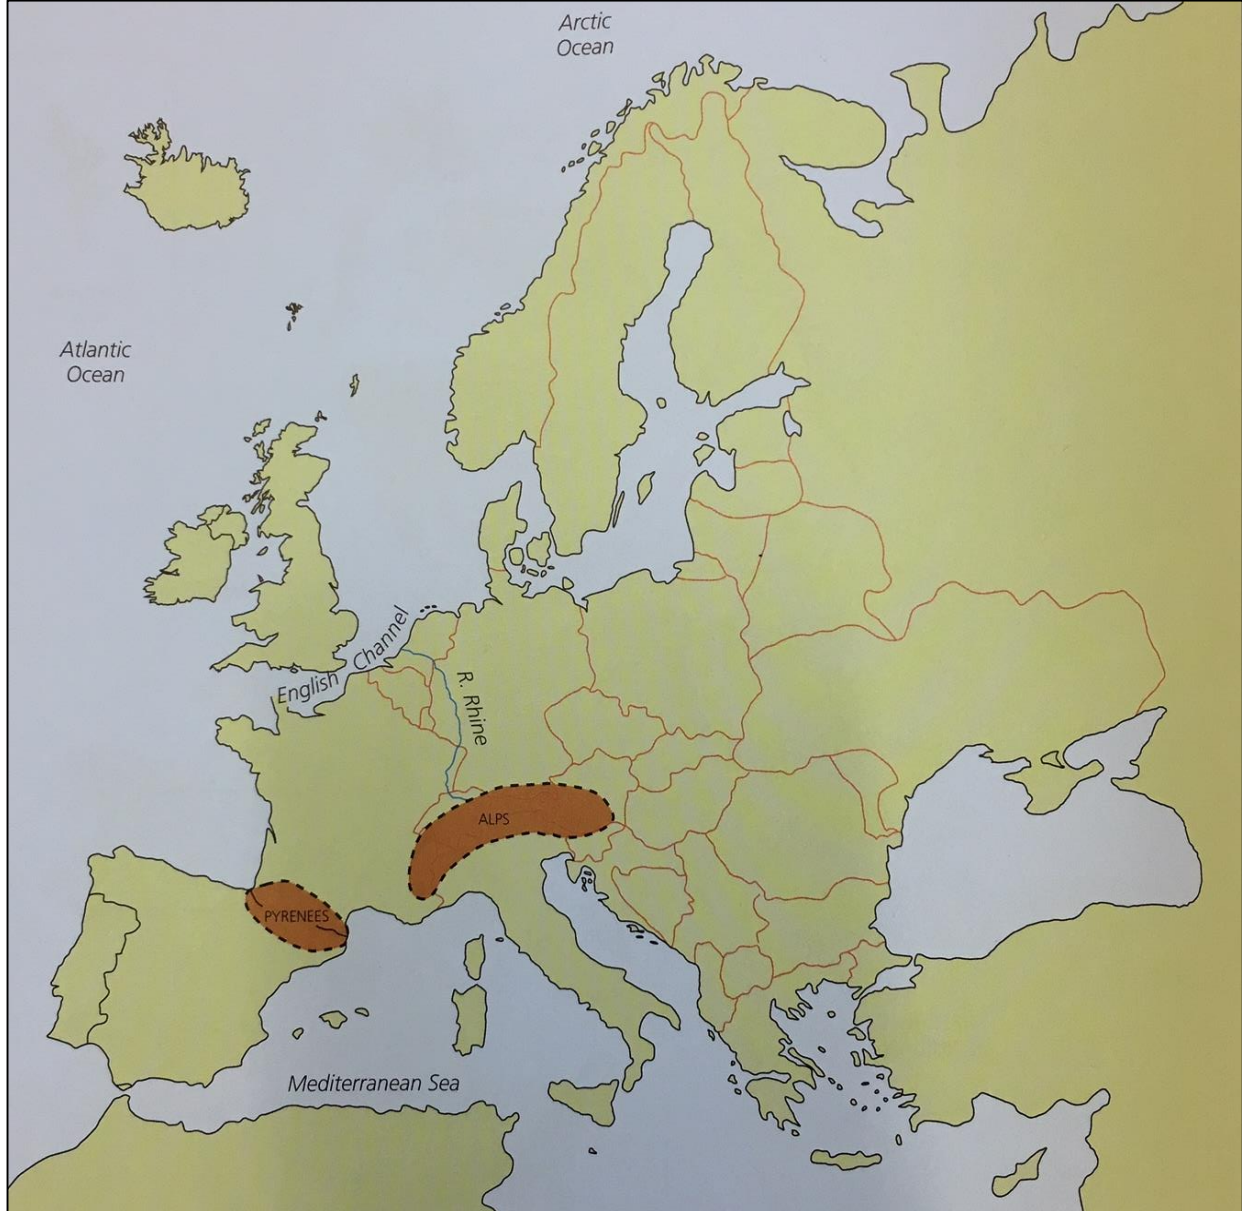 Arctic
Ocean
Atlantic
Ocean
English Channel
R. Rhine
ALPS
PYRENEES
Mediterranean Sea